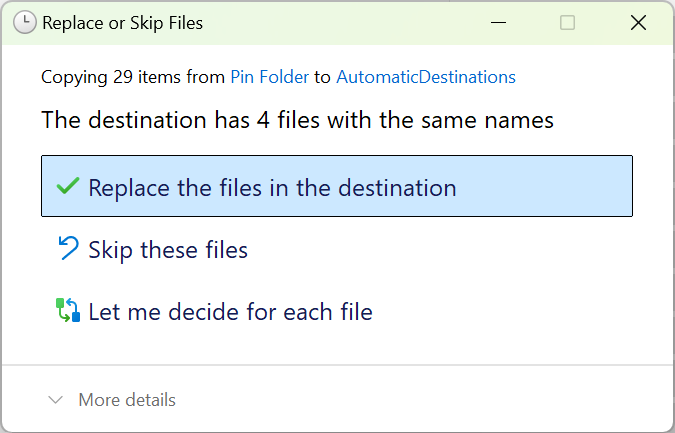 Replace or Skip Files
Copying 29 items from Pin Folder to AutomaticDestinations
The destination has 4 files with the same names
Replace the files in the destination
Skip these files
Let me decide for each file
More details